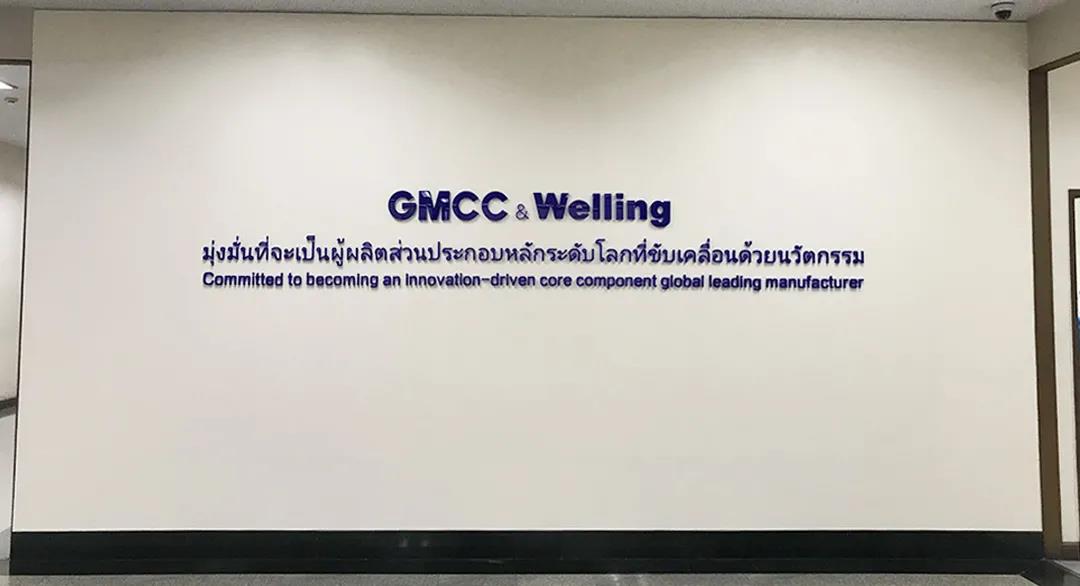 GMCC & Welling
มุ่งมั่นที่จะเป็นผู้ผลิตส่วนประกอบหลักระดับโลกที่ขับเคลื่อนด้วยนวัตกรรม
Committed to becoming an innovation-driven core component global leading manufacturer